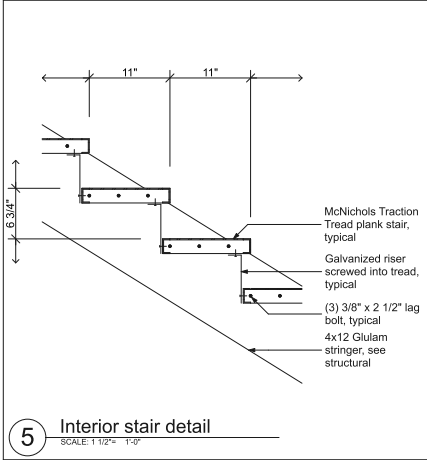 11"
11"
6 3/4"
McNichols Traction
Tread plank stair,
typical
Galvanized riser
screwed into tread,
typical
(3) 3/8" x 2 1/2" lag
bolt, typical
4x12 Glulam
stringer, see
structural
5
Interior stair detail
SCALE: 1 1/2"= 1'-0"